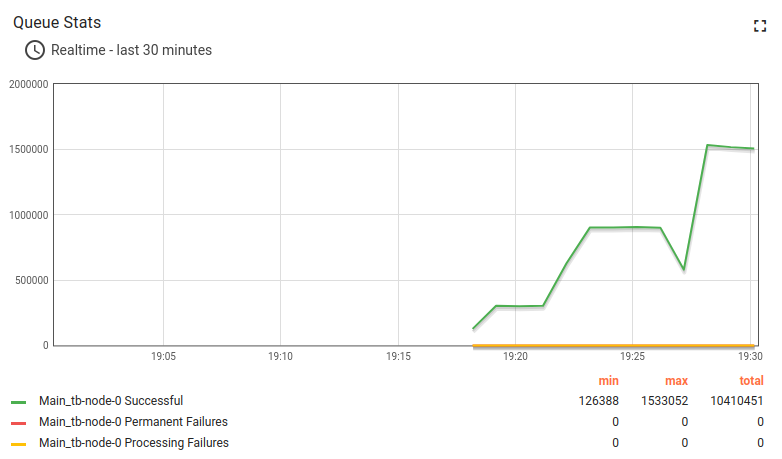 Queue Stats
Realtime - last 30 minutes
2000000
1500000
1000000
500000
0
19:05 19:10 19:15 19:20 19:25 19:30
min max total
Main_tb-node-0 Successful 126388 1533052 10410451
Main_tb-node-0 Permanent Failures 0 0 0
Main_tb-node-0 Processing Failures 0 0 0